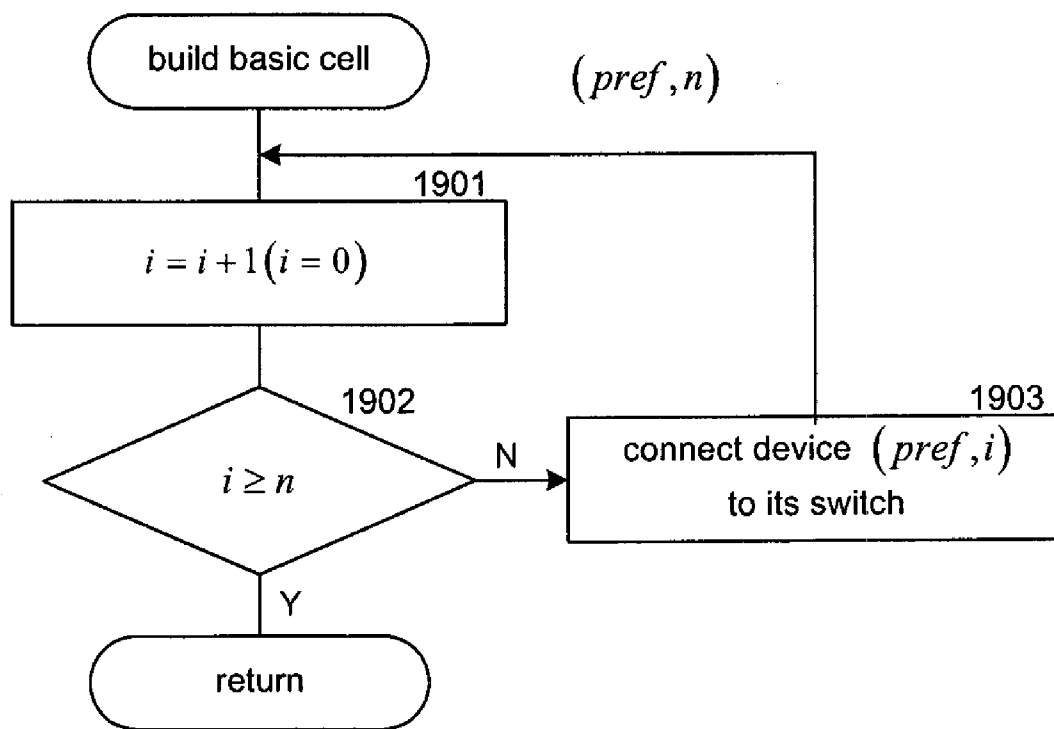 build basic cell
(pref, n)
1901
i = i + 1(i = 0)
1902
i ≥ n
N
1903
connect device (pref, i)
to its switch
Y
return